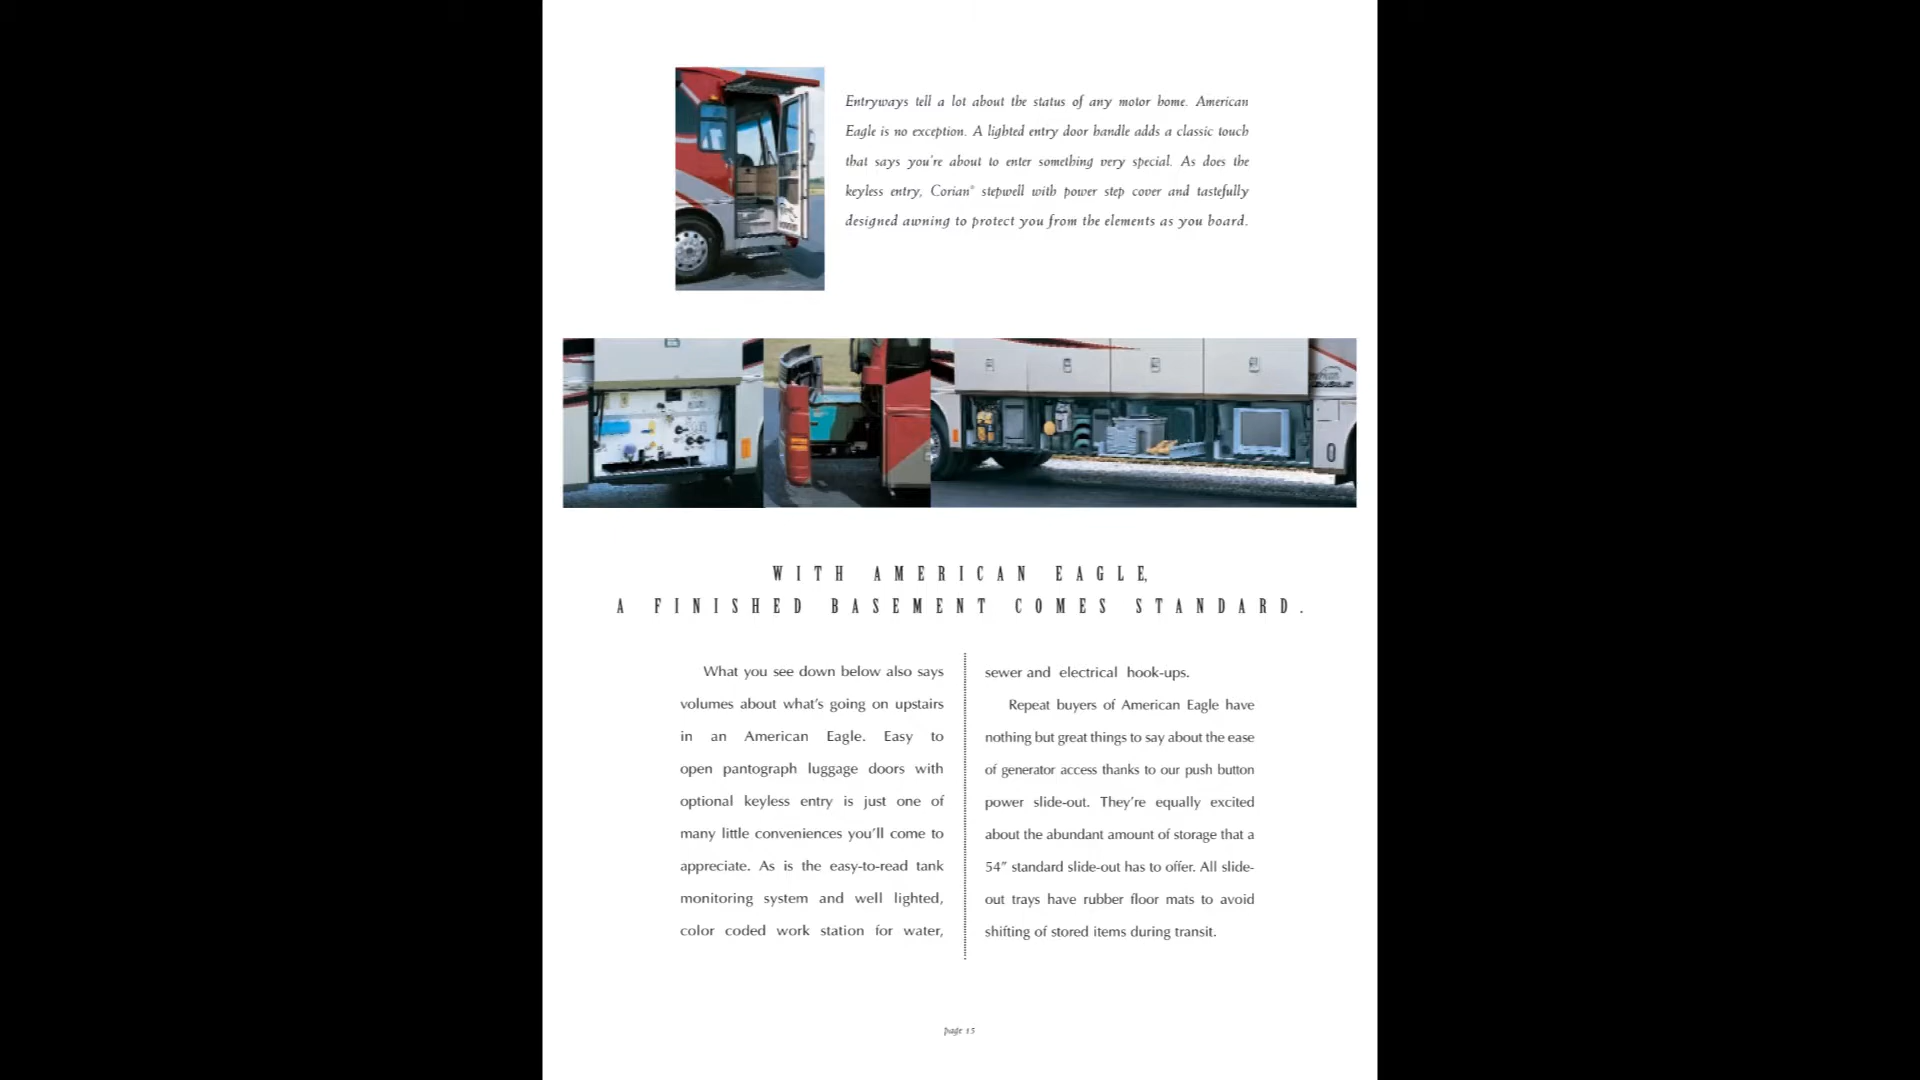 Entryways tell a lot about the status of any motor home. American
Eagle is no exception. A lighted entry door handle adds a classic touch
that says you're about to enter something very special. As does the
keyless entry, Corian® stepwell with power step cover and tastefully
designed awning to protect you from the elements as you board.
WITH AMERICAN EAGLE,
A FINISHED BASEMENT COMES STANDARD.
What you see down below also says
volumes about what's going on upstairs
in an American Eagle. Easy to
open pantograph luggage doors with
optional keyless entry is just one of
many little conveniences you'll come to
appreciate. As is the easy-to-read tank
monitoring system and well lighted,
color coded work station for water,
sewer and electrical hook-ups.
Repeat buyers of American Eagle have
nothing but great things to say about the ease
of generator access thanks to our push button
power slide-out. They're equally excited
about the abundant amount of storage that a
54" standard slide-out has to offer. All slide-
out trays have rubber floor mats to avoid
shifting of stored items during transit.
page 15